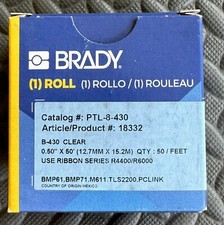 BRADY
(1) ROLL (1) ROLLO / (1) ROULEAU
Catalog #: PTL-8-430
Article/Product #: 18332
B-430 CLEAR
0.50" X 50' (12.7MM X 15.2M) QTY : 50 / FEET
USE RIBBON SERIES R4400/R6000
BMP61,BMP71,M611,TLS2200,PCLINK
COUNTRY OF ORIGIN MEXICO